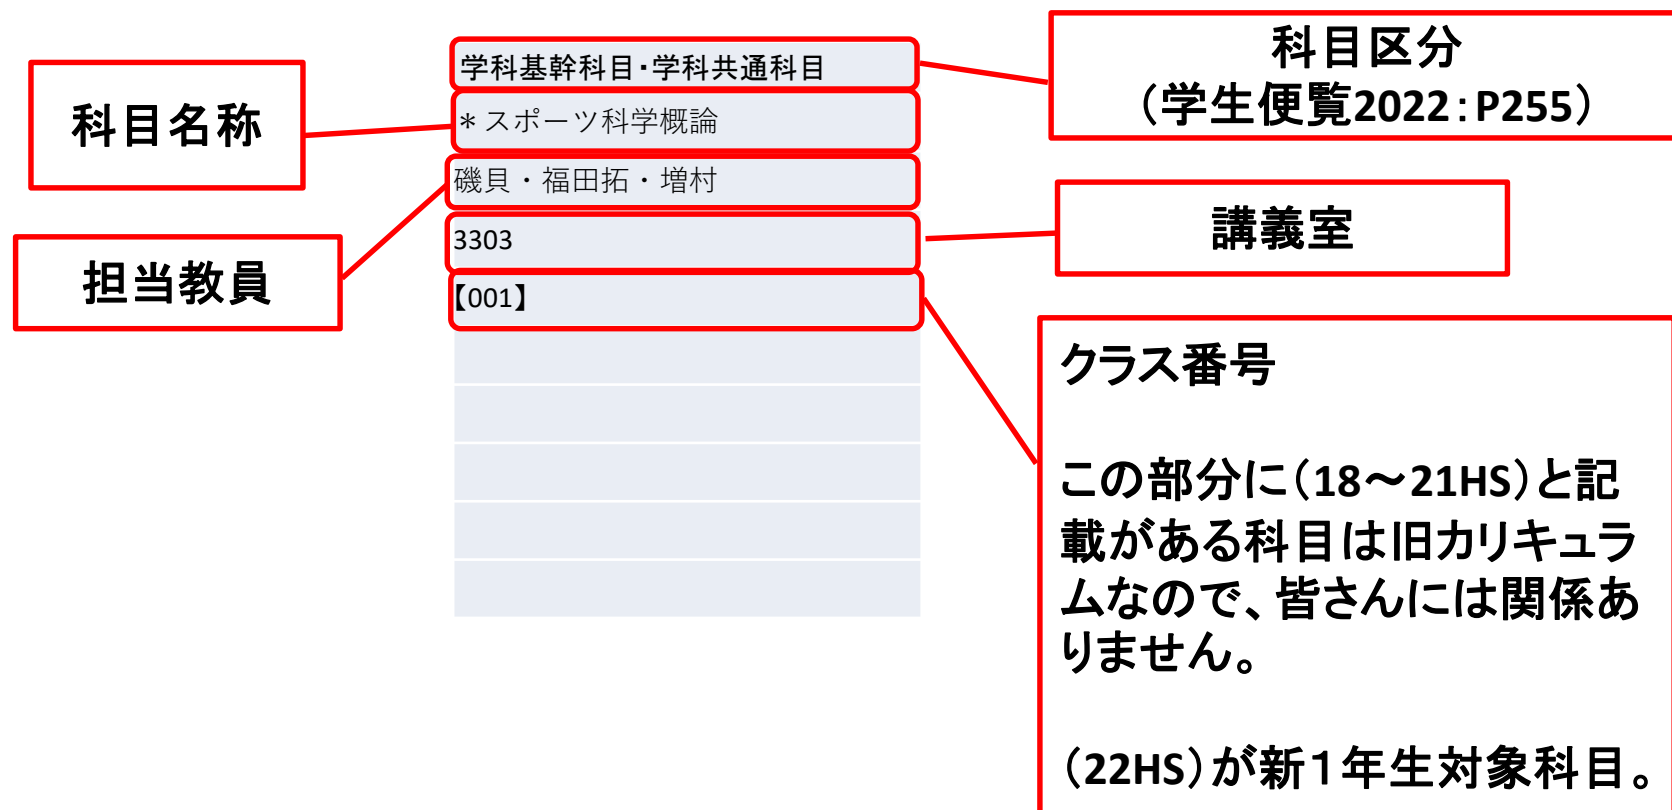 科目名称
担当教員
学科基幹科目・学科共通科目
＊スポーツ科学概論
磯貝・福田拓・増村
3303
【001】
科目区分
（学生便覧2022：P255）
講義室
クラス番号
この部分に（18～21HS）と記
載がある科目は旧カリキュラ
ムなので、皆さんには関係あ
りません。
（22HS）が新１年生対象科目。